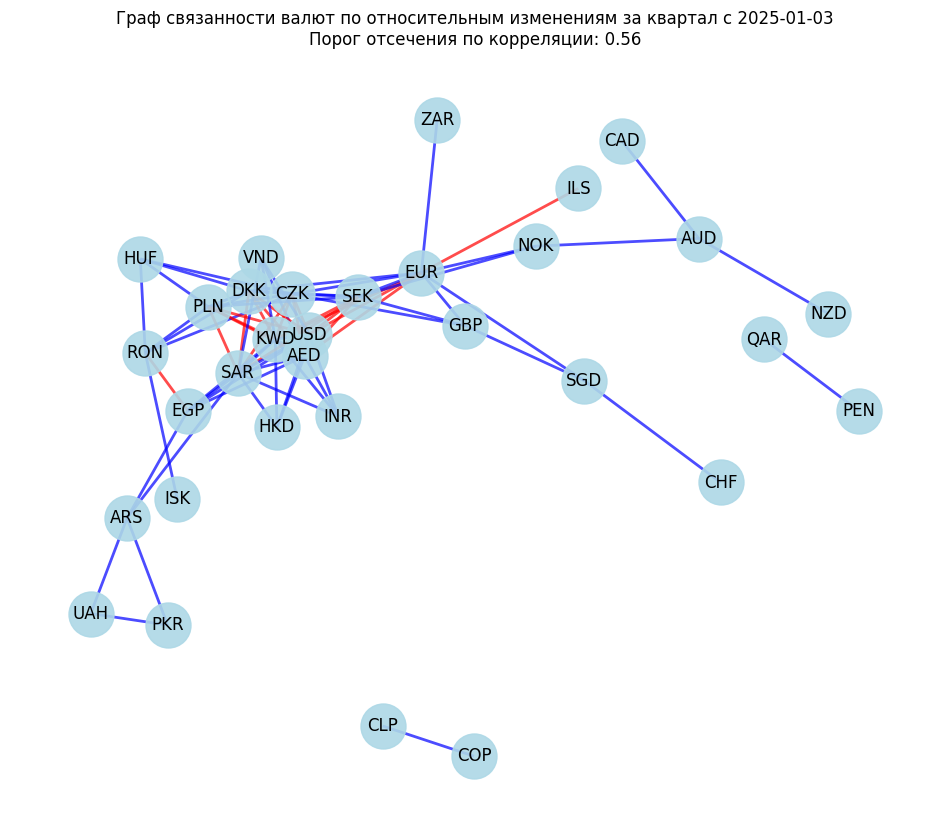 Граф связанности валют по относительным изменениям за квартал с 2025-01-03
Порог отсечения по корреляции: 0.56
ZAR
CAD
ILS
AUD
NOK
HUF
VND
EUR
DKK
CZK
SEK
PLN
NZD
GBP
KWD
USD
QAR
RON
AED
SAR
SGD
EGP
PEN
INR
HKD
CHF
ISK
ARS
UAH
PKR
CLP
COP